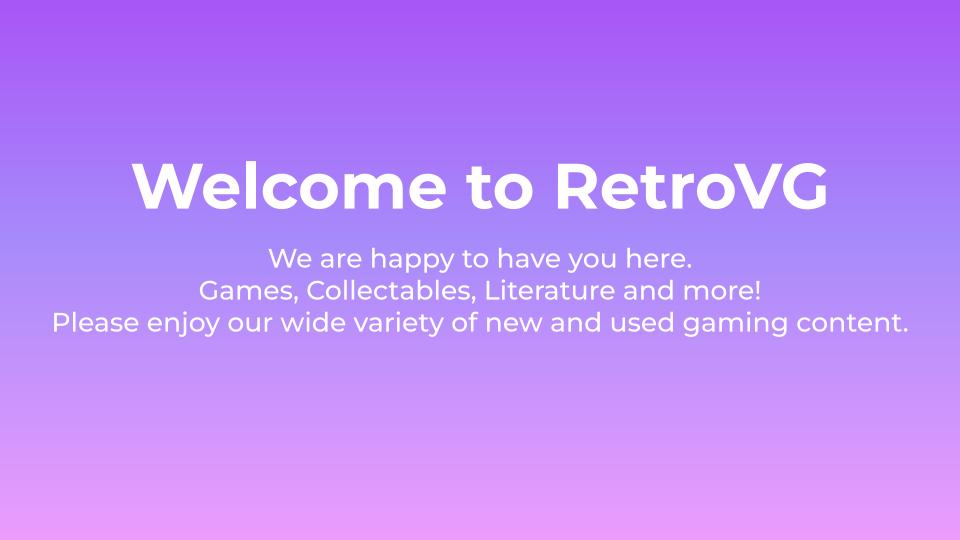 Welcome to RetroVG
We are happy to have you here.
Games, Collectables, Literature and more!
Please enjoy our wide variety of new and used gaming content.